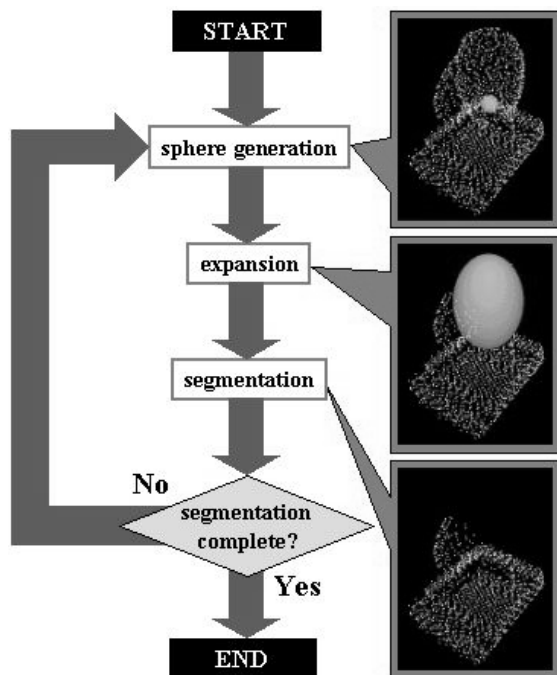 START
sphere generation
expansion
segmentation
segmentation
complete?
No
Yes
END